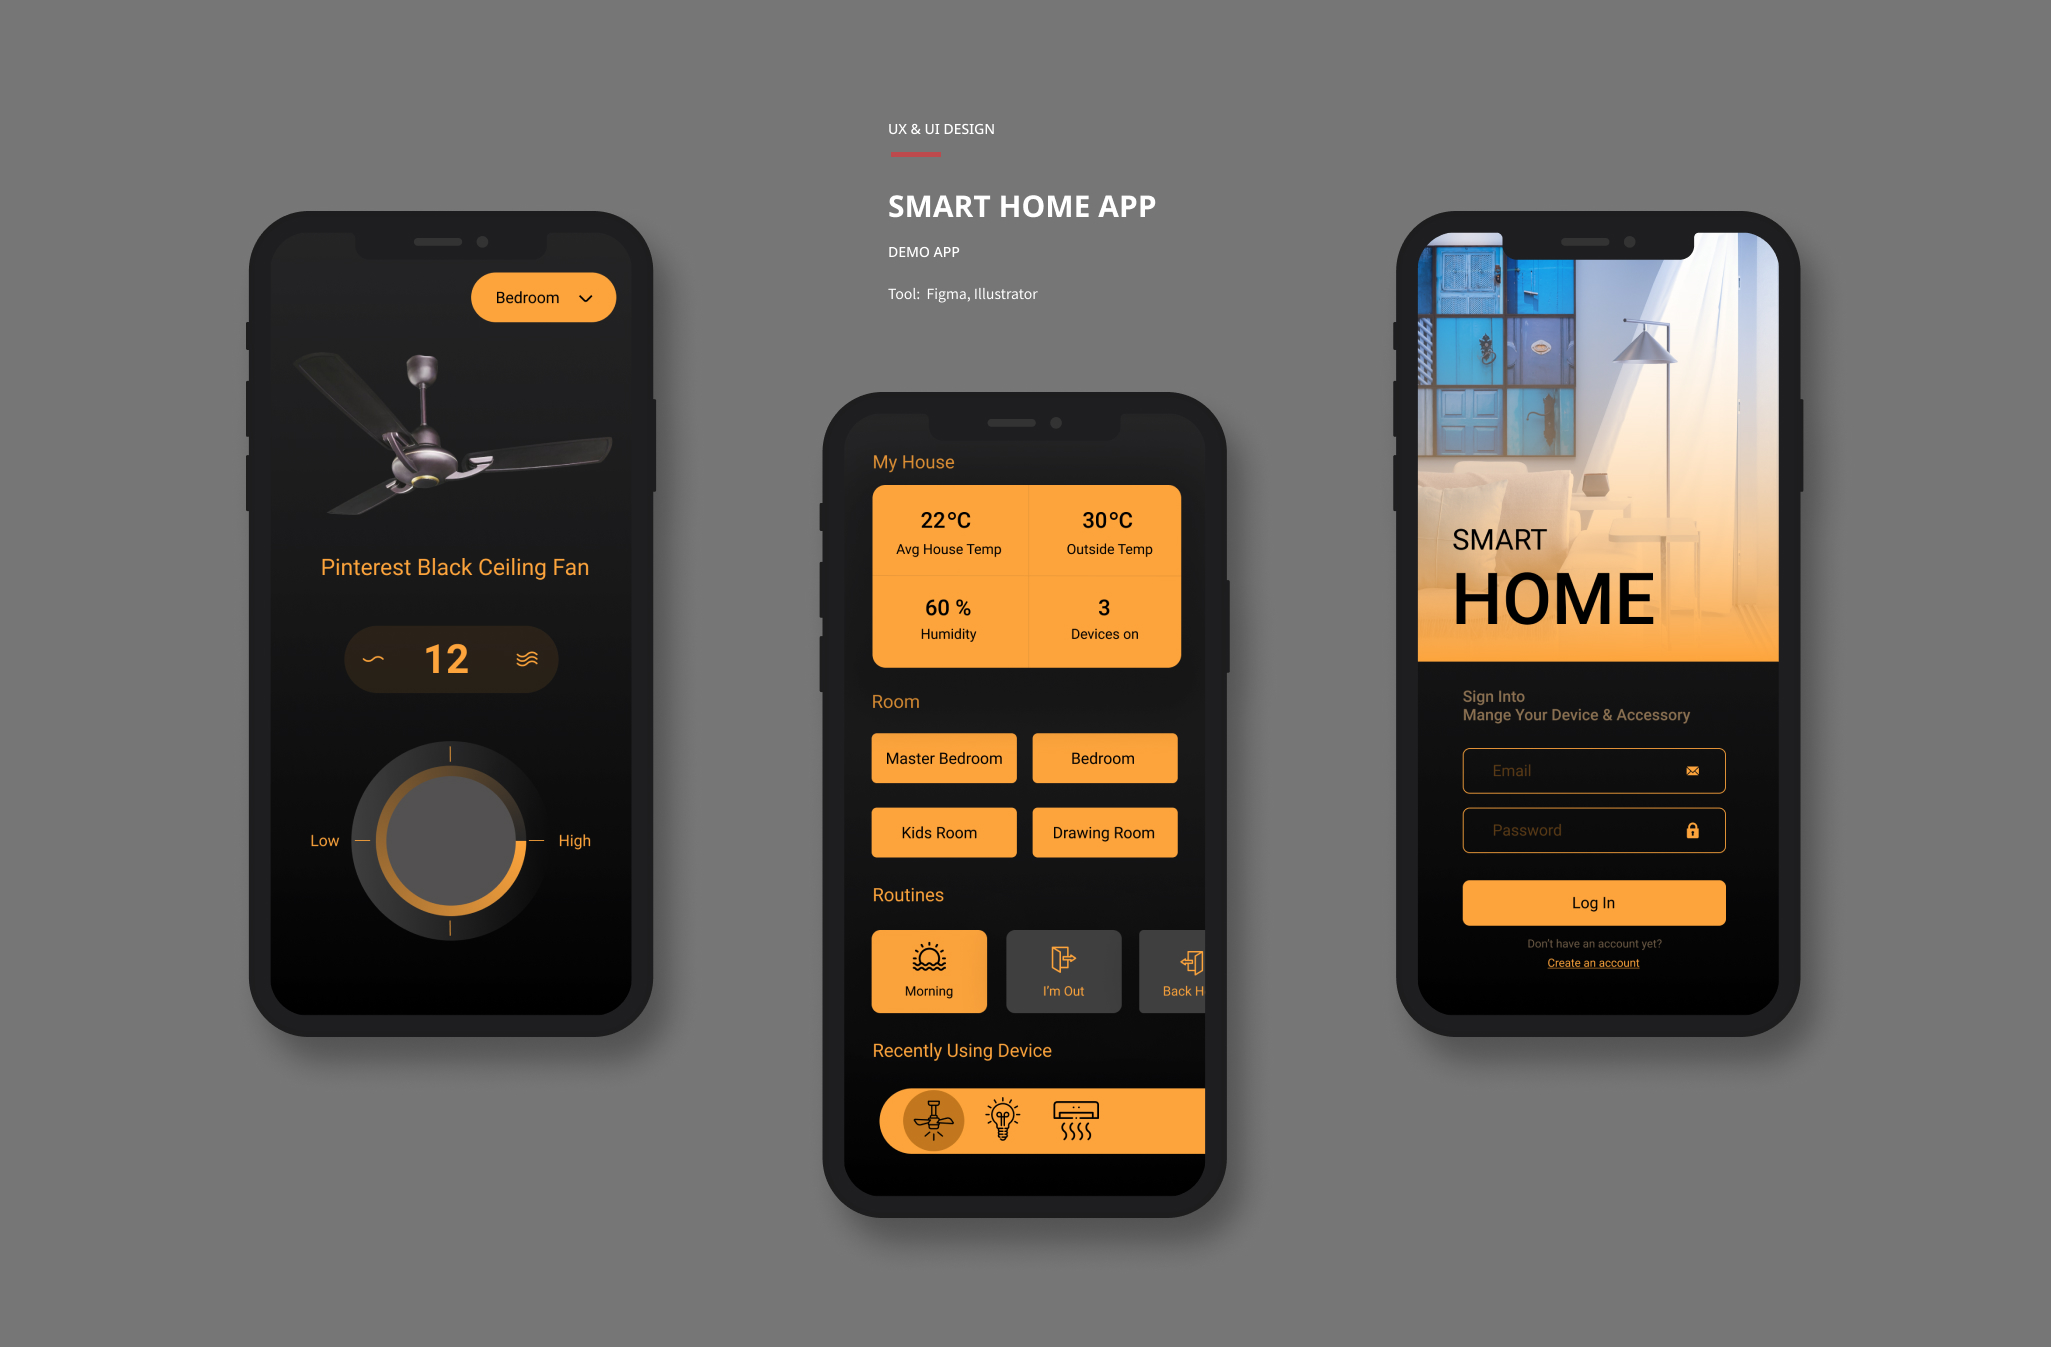 UX & UI DESIGN
SMART HOME APP
DEMO APP
Tool: Figma, Illustrator
Bedroom
Pinterest Black Ceiling Fan
12
Low
High
My House
22°C
Avg House Temp
30°C
Outside Temp
60 %
Humidity
3
Devices on
Room
Master Bedroom
Bedroom
Kids Room
Drawing Room
Routines
Morning
I'm Out
Back H
Recently Using Device
SMART
HOME
Sign Into
Mange Your Device & Accessory
Email
Password
Log In
Don't have an account yet?
Create an account